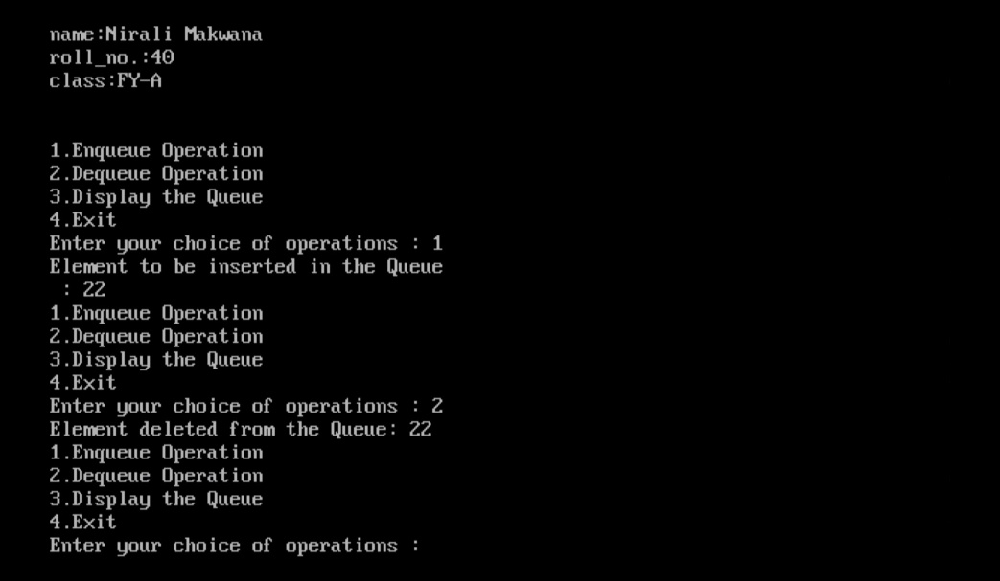 name:Nirali Makwana
roll_no.:40
class:FY-A
1.Enqueue Operation
2.Dequeue Operation
3.Display the Queue
4.Exit
Enter your choice of operations : 1
Element to be inserted in the Queue
: 22
1.Enqueue Operation
2.Dequeue Operation
3.Display the Queue
4.Exit
Enter your choice of operations : 2
Element deleted from the Queue: 22
1.Enqueue Operation
2.Dequeue Operation
3.Display the Queue
4.Exit
Enter your choice of operations :